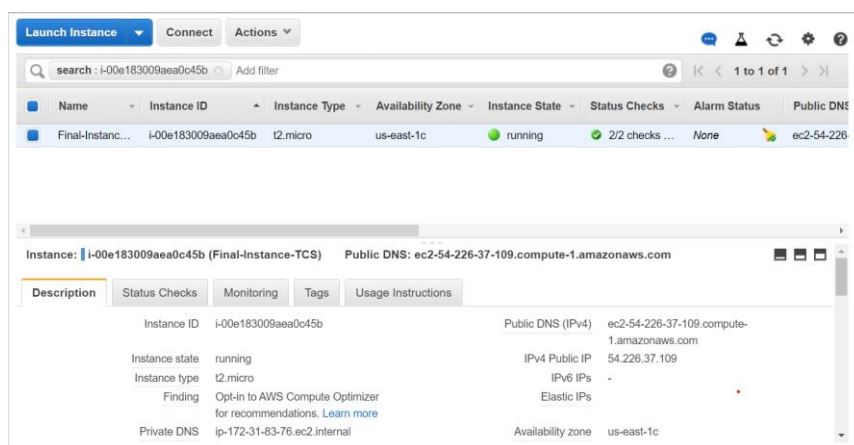 Launch Instance Connect Actions
search : i-00e183009aea0c45b Add filter 1 to 1 of 1
Name Instance ID Instance Type Availability Zone Instance State Status Checks Alarm Status Public DNS
Final-Instanc... i-00e183009aea0c45b t2.micro us-east-1c running 2/2 checks ... None ec2-54-226-
Instance: i-00e183009aea0c45b (Final-Instance-TCS) Public DNS: ec2-54-226-37-109.compute-1.amazonaws.com
Description Status Checks Monitoring Tags Usage Instructions
Instance ID i-00e183009aea0c45b Public DNS (IPv4) ec2-54-226-37-109.compute-
1.amazonaws.com
Instance state running IPv4 Public IP 54.226.37.109
Instance type t2.micro IPv6 IPs -
Finding Opt-in to AWS Compute Optimizer Elastic IPs
for recommendations. Learn more
Private DNS ip-172-31-83-76.ec2.internal Availability zone us-east-1c